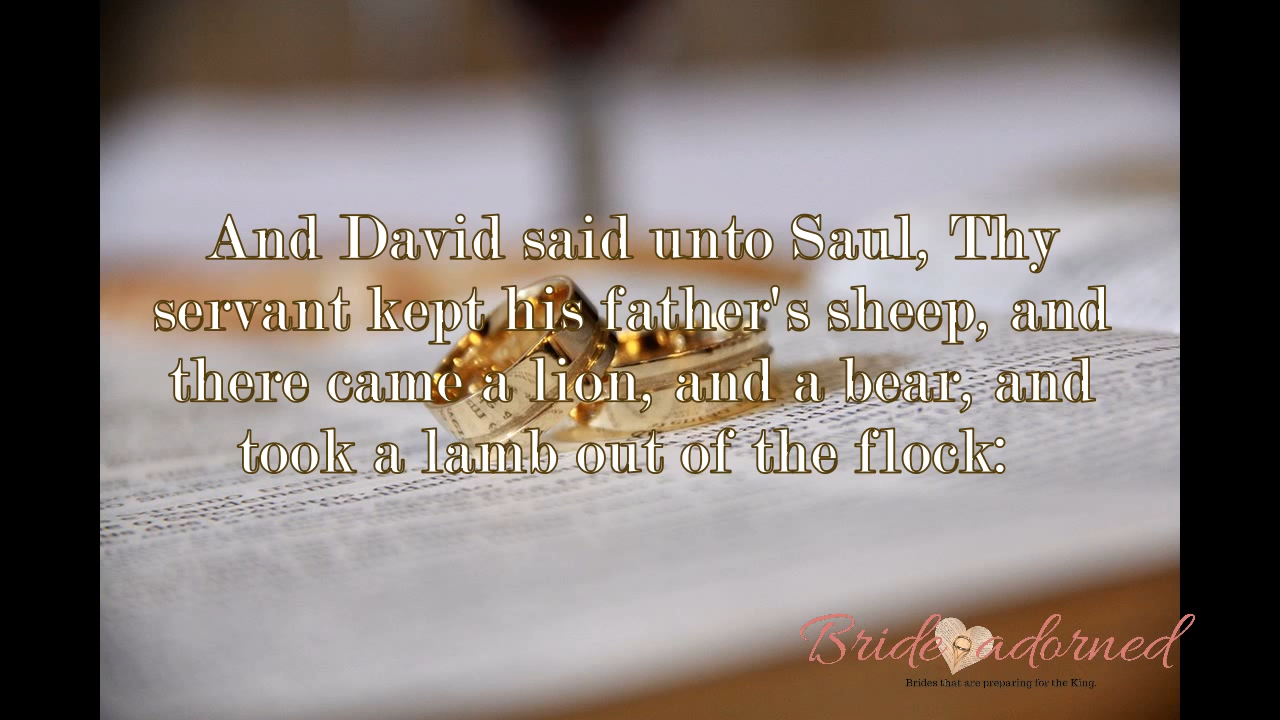 And David said unto Saul, Thy
servant kept his father's sheep, and
there came a lion, and a bear, and
took a lamb out of the flock:
Bride adorned
Brides that are preparing for the King.